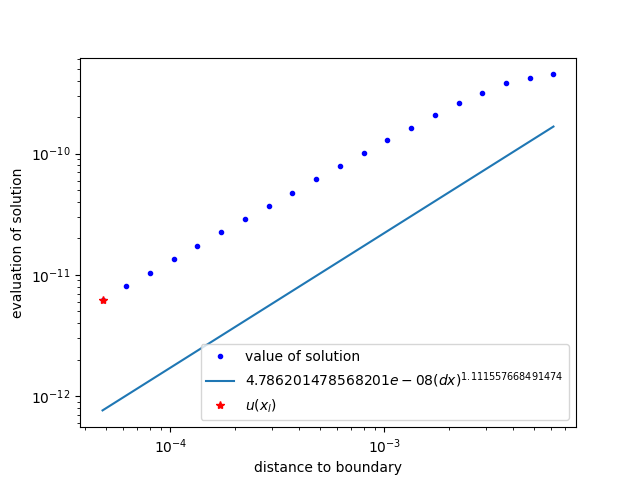 evaluation of solution
10⁻¹⁰
10⁻¹¹
10⁻¹²
value of solution
4.786201478568201e − 08(dx)^1.111557668491474
u(xₗ)
10⁻⁴
10⁻³
distance to boundary